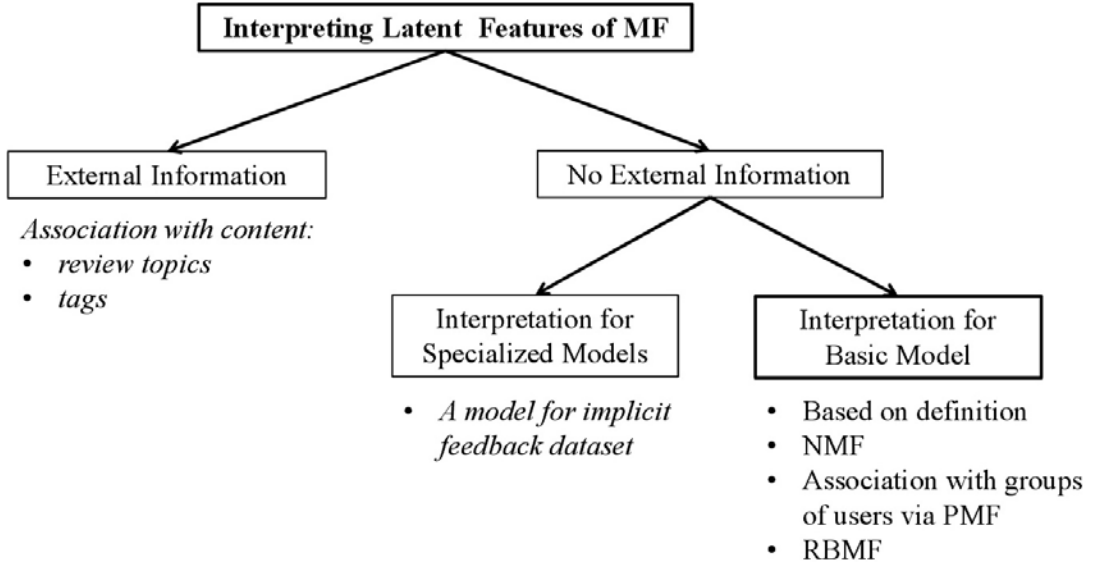 Interpreting Latent Features of MF
External Information
No External Information
Association with content:
• review topics
• tags
Interpretation for
Specialized Models
Interpretation for
Basic Model
• A model for implicit
feedback dataset
• Based on definition
• NMF
• Association with groups
of users via PMF
• RBMF